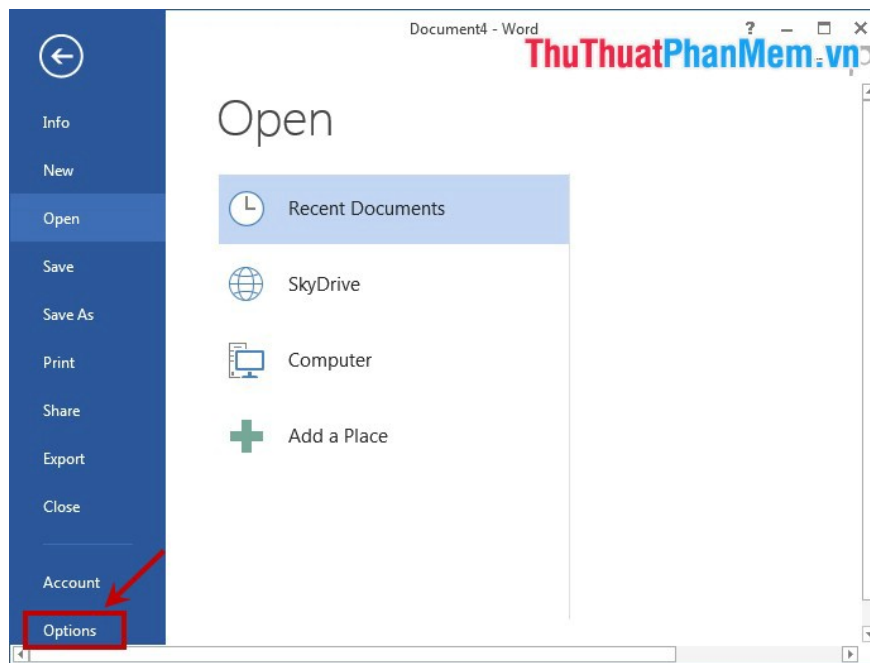 Document4 - Word
ThuThuatPhanMem.vn
Info
New
Open
Save
Save As
Print
Share
Export
Close
Account
Options
Open
Recent Documents
SkyDrive
Computer
Add a Place